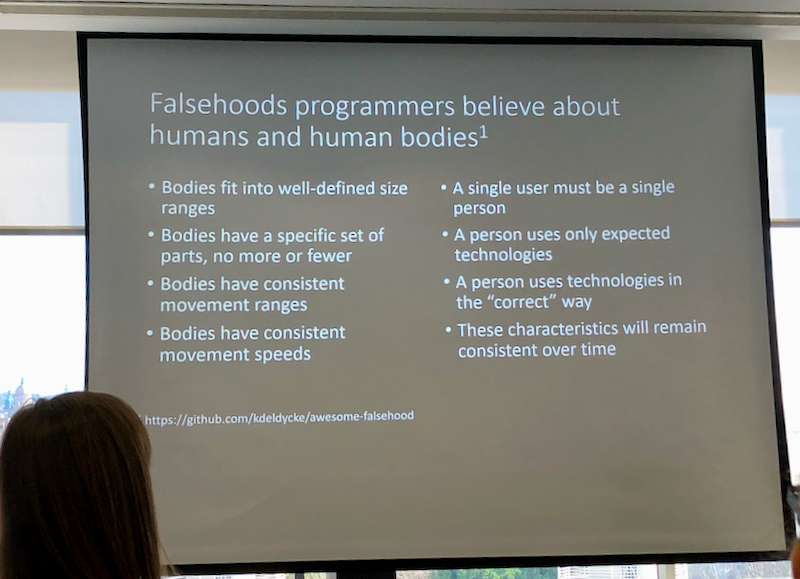 Falsehoods programmers believe about
humans and human bodies¹
• Bodies fit into well-defined size
ranges
• Bodies have a specific set of
parts, no more or fewer
• Bodies have consistent
movement ranges
• Bodies have consistent
movement speeds
• A single user must be a single
person
• A person uses only expected
technologies
• A person uses technologies in
the “correct” way
• These characteristics will remain
consistent over time
https://github.com/kdeldycke/awesome-falsehood